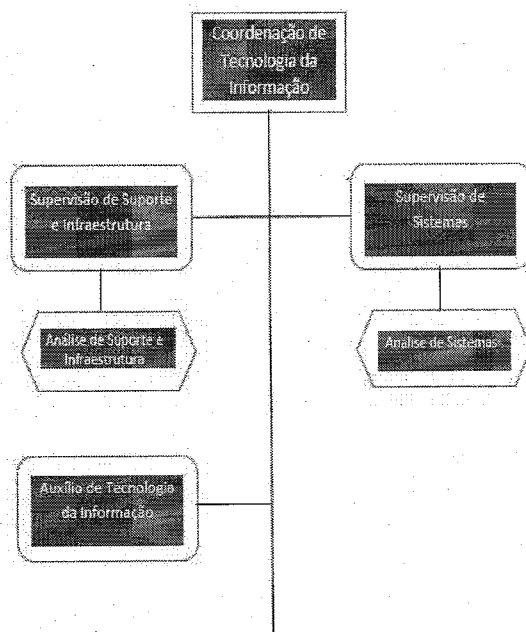 Coordenação de
Tecnologia da
Informação
Supervisão de Suporte
e Infraestrutura
Supervisão de
Sistemas
Análise de Suporte e
Infraestrutura
Análise de Sistemas
Auxílio de Tecnologia
da Informação